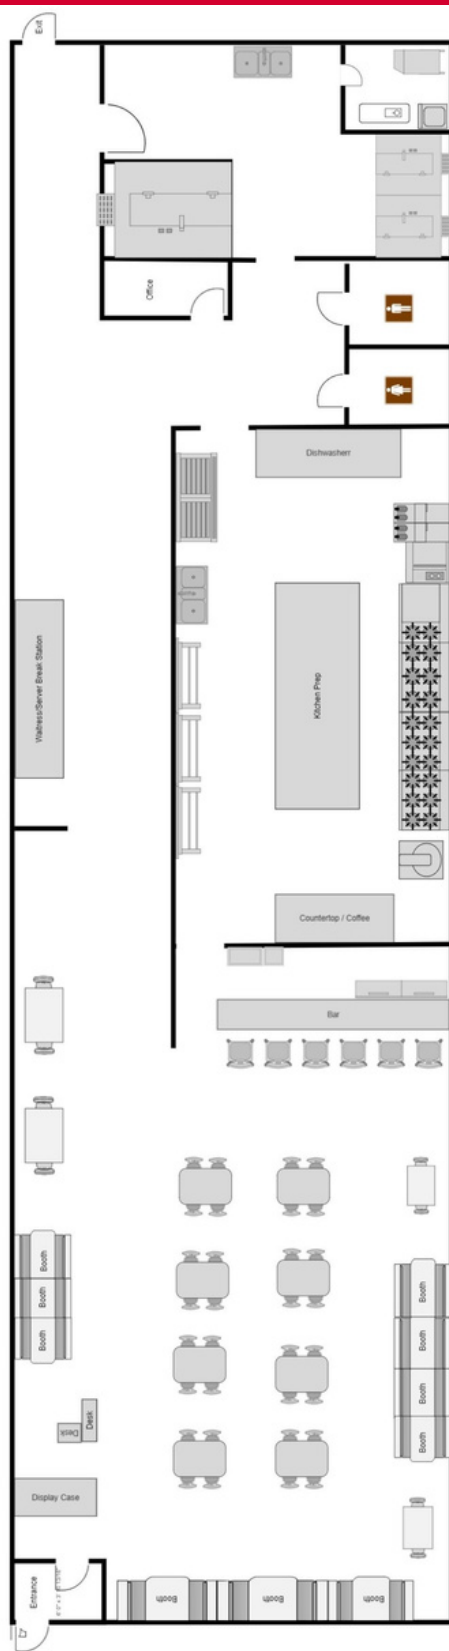 Exit
Office
Dishwasherr
Waitress/Server Break Station
Kitchen Prep
Countertop / Coffee
Bar
Booth
Booth
Booth
Booth
Booth
Booth
Booth
Desk
Desk
Display Case
Entrance
Booth
Booth
Booth